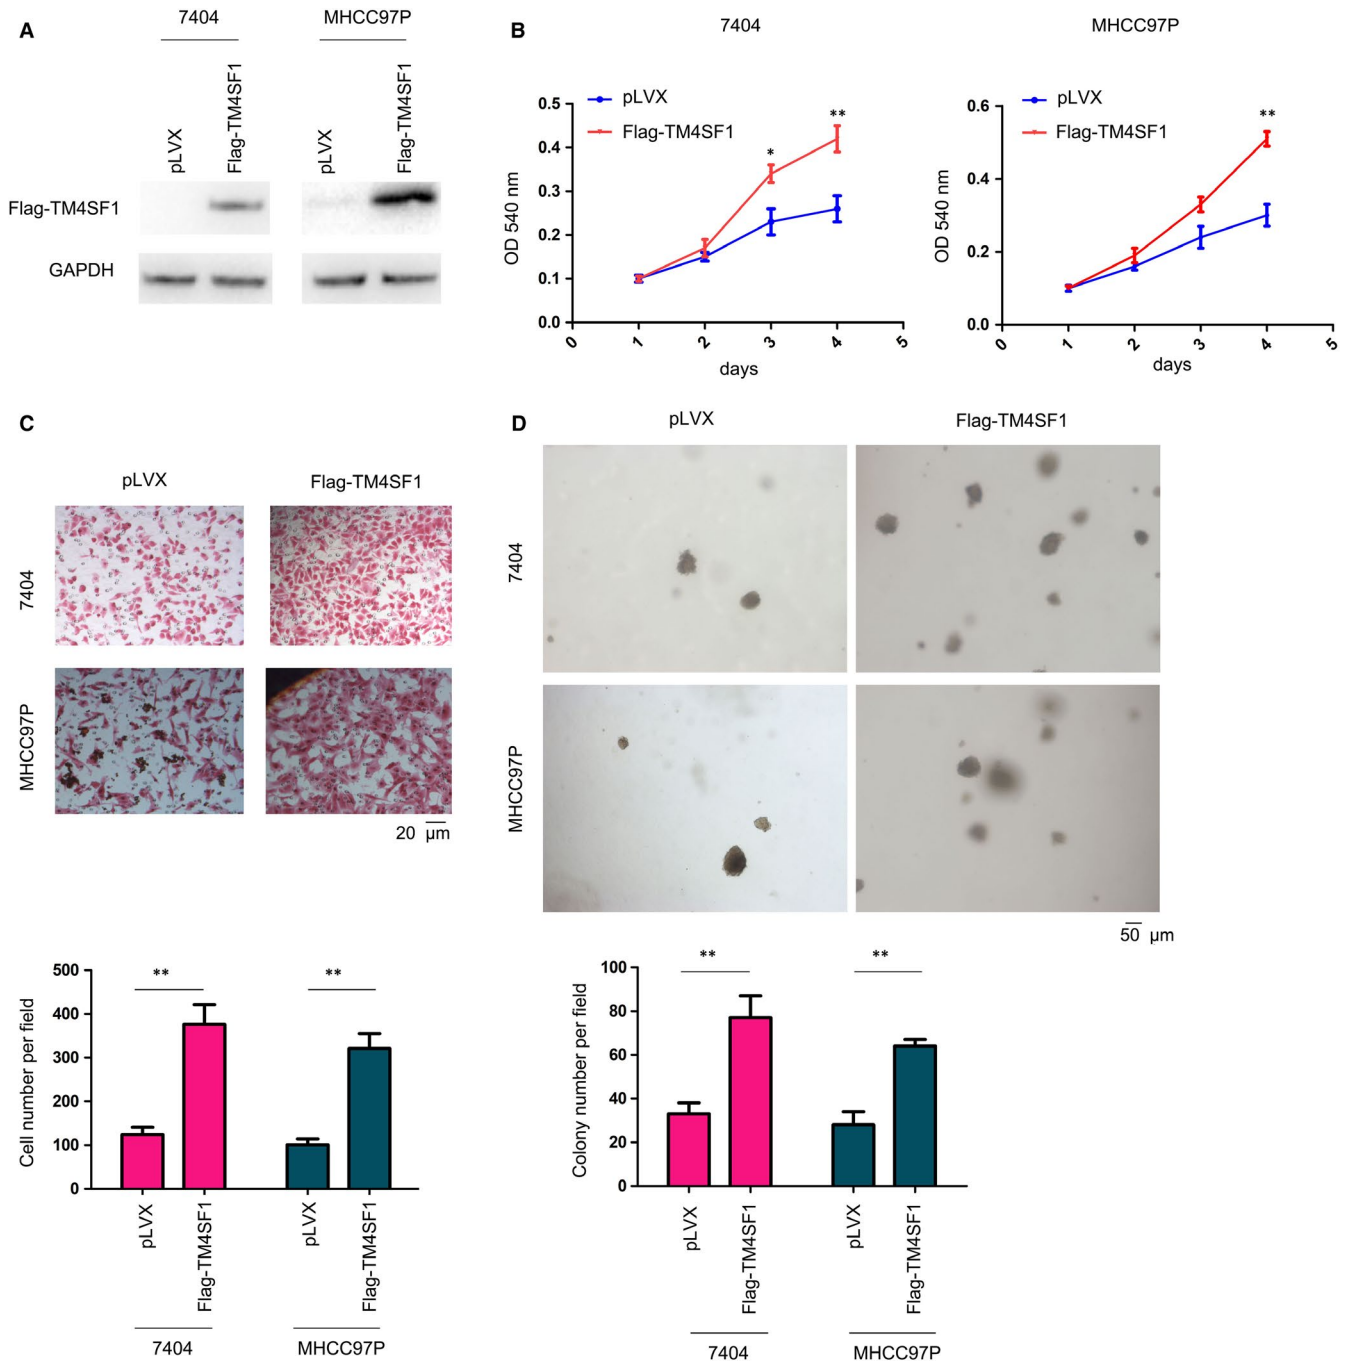 A
7404
MHCC97P
pLVX
Flag-TM4SF1
pLVX
Flag-TM4SF1
Flag-TM4SF1
GAPDH
B
7404
pLVX
Flag-TM4SF1
OD 540 nm
0.5
0.4
0.3
0.2
0.1
0.0
*
**
0
1
2
3
4
5
days
MHCC97P
pLVX
Flag-TM4SF1
OD 540 nm
0.6
0.4
0.2
0.0
**
0
1
2
3
4
5
days
C
pLVX
Flag-TM4SF1
7404
MHCC97P
20 µm
Cell number per field
500
400
300
200
100
0
**
**
pLVX
Flag-TM4SF1
pLVX
Flag-TM4SF1
7404
MHCC97P
D
pLVX
Flag-TM4SF1
7404
MHCC97P
50 µm
Colony number per field
100
80
60
40
20
0
**
**
pLVX
Flag-TM4SF1
pLVX
Flag-TM4SF1
7404
MHCC97P